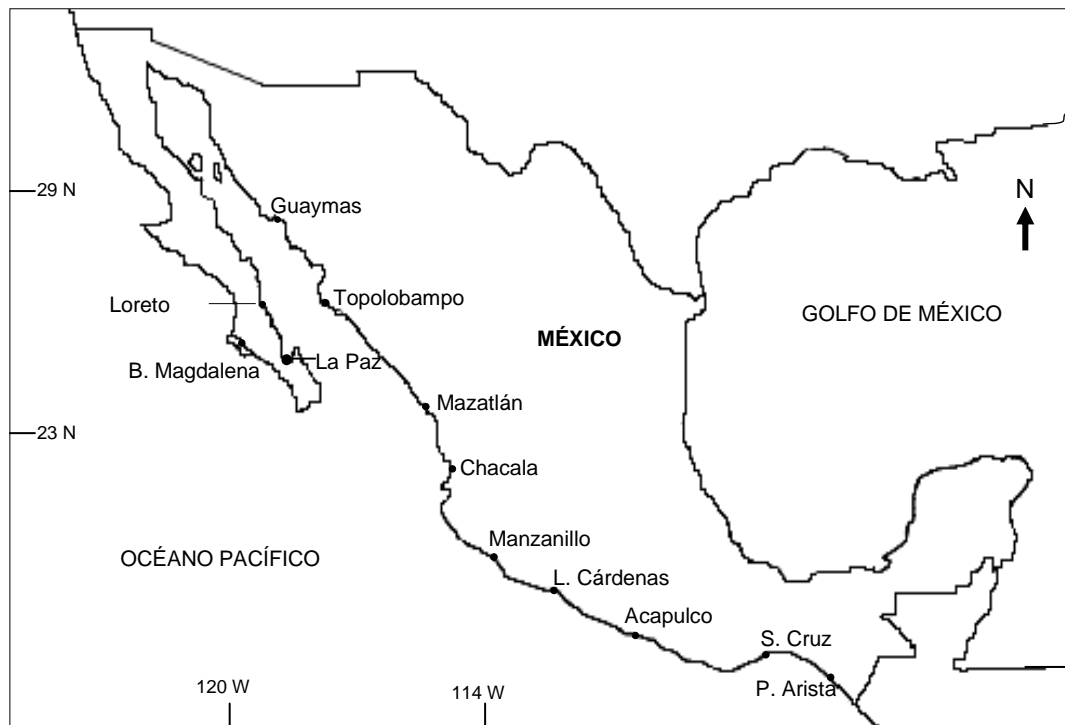 29 N
N
Guaymas
Loreto
Topolobampo
GOLFO DE MÉXICO
MÉXICO
La Paz
B. Magdalena
Mazatlán
23 N
Chacala
Manzanillo
OCÉANO PACÍFICO
L. Cárdenas
Acapulco
S. Cruz
P. Arista
120 W
114 W